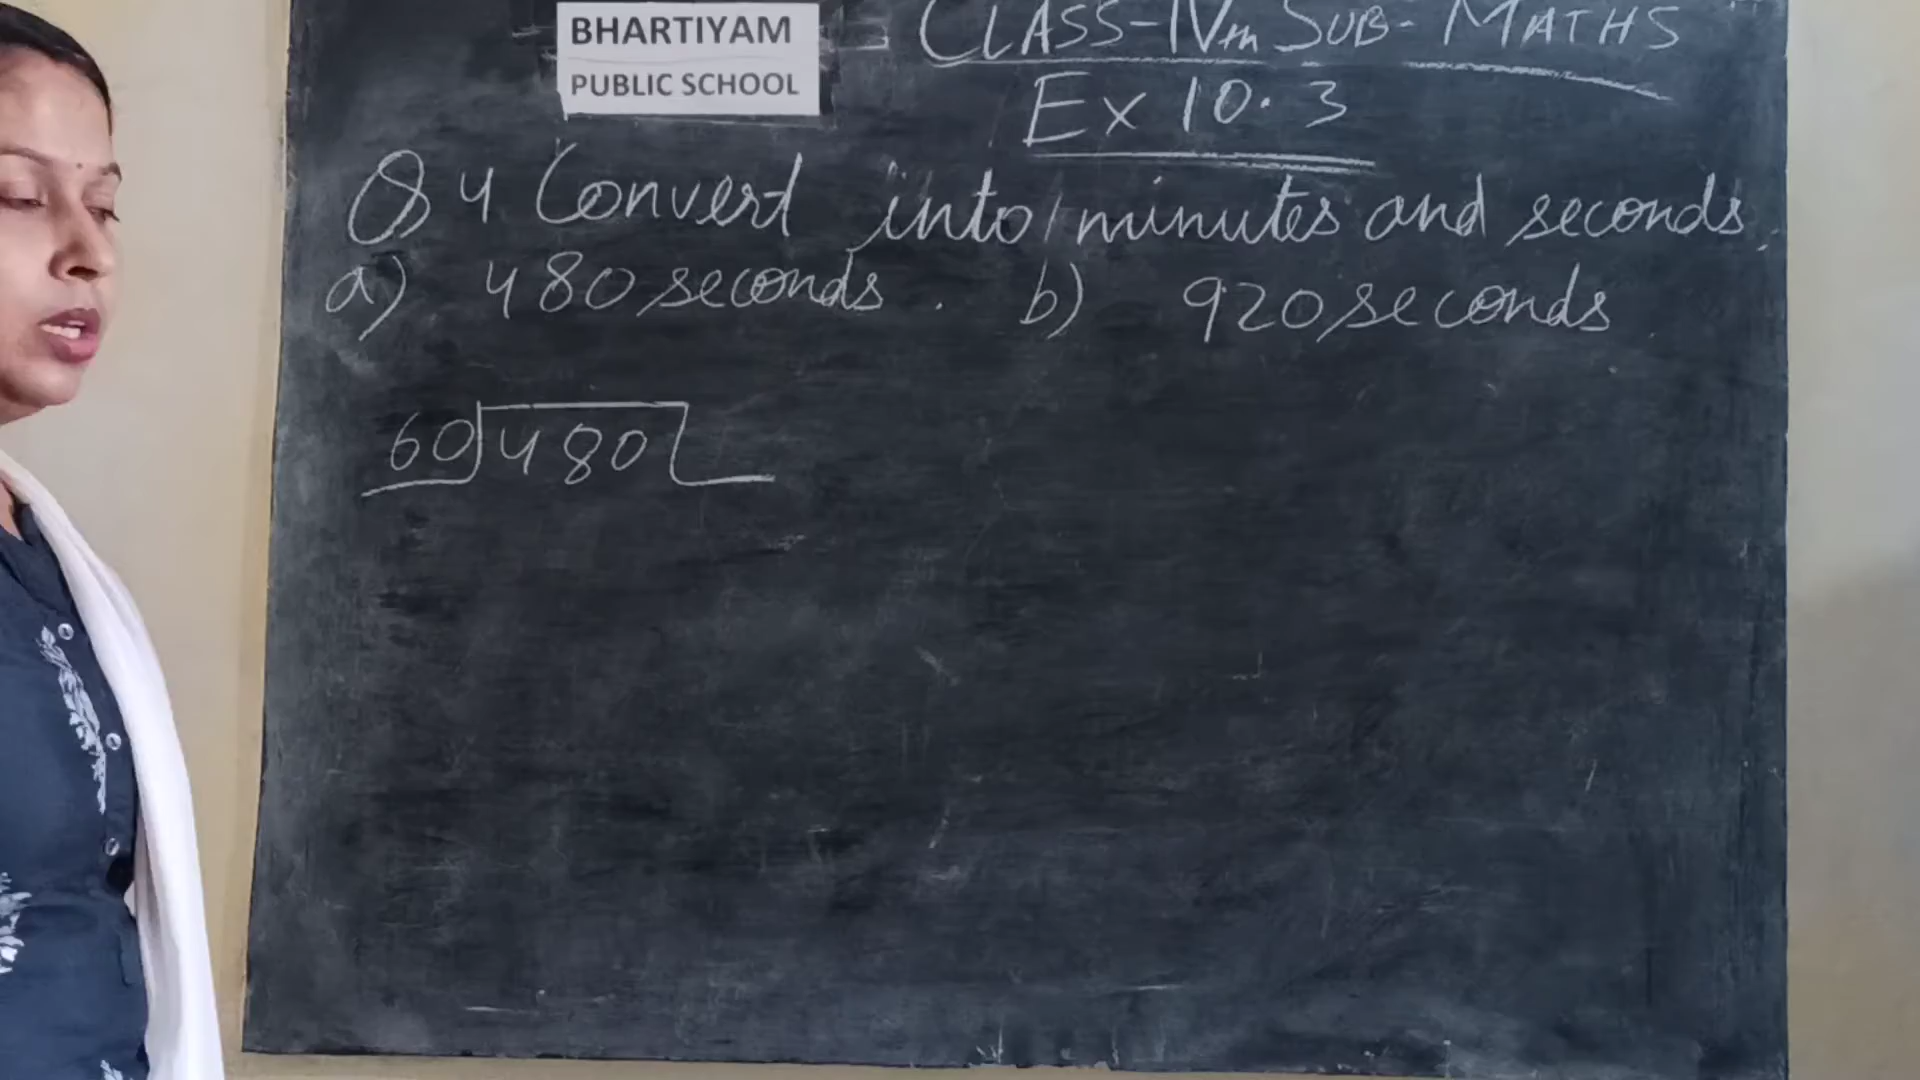 BHARTIYAM
PUBLIC SCHOOL
CLASS-IVth SUB- MATHS
Ex 10.3
Q 4 Convert into minutes and seconds.
a) 480 seconds. b) 920 seconds.
60)480(